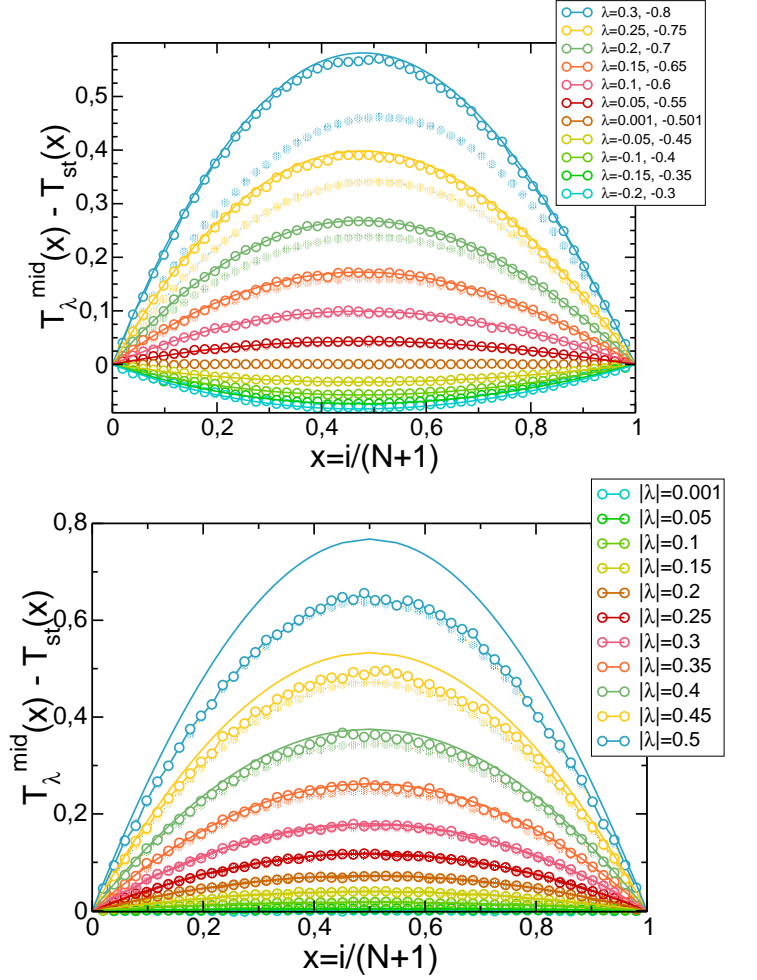 λ=0.3, -0.8
λ=0.25, -0.75
λ=0.2, -0.7
λ=0.15, -0.65
λ=0.1, -0.6
λ=0.05, -0.55
λ=0.001, -0.501
λ=-0.05, -0.45
λ=-0.1, -0.4
λ=-0.15, -0.35
λ=-0.2, -0.3
0,5
0,4
0,3
0,2
0,1
0
T_λ^mid(x) - T_st(x)
0 0,2 0,4 0,6 0,8 1
x=i/(N+1)
|λ|=0.001
|λ|=0.05
|λ|=0.1
|λ|=0.15
|λ|=0.2
|λ|=0.25
|λ|=0.3
|λ|=0.35
|λ|=0.4
|λ|=0.45
|λ|=0.5
0,8
0,6
0,4
0,2
0
T_λ^mid(x) - T_st(x)
0 0,2 0,4 0,6 0,8 1
x=i/(N+1)